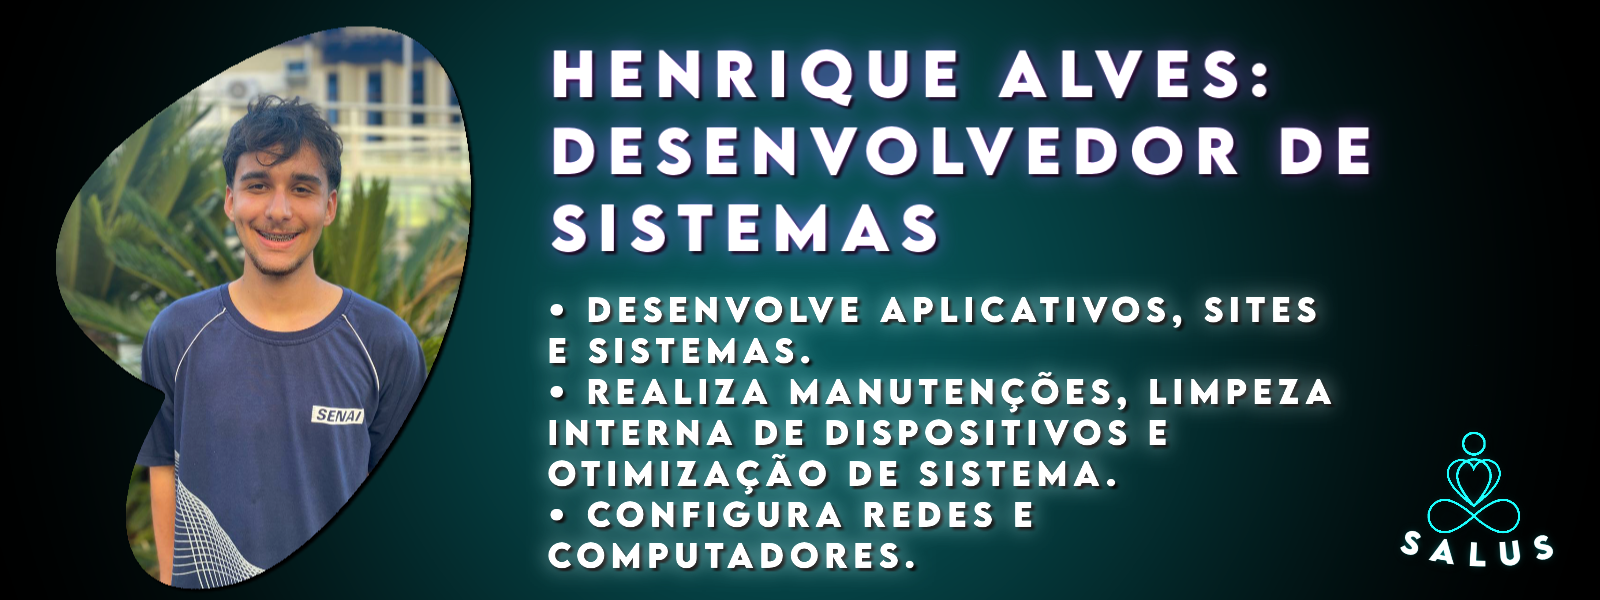 HENRIQUE ALVES:
DESENVOLVEDOR DE
SISTEMAS
• DESENVOLVE APLICATIVOS, SITES
E SISTEMAS.
• REALIZA MANUTENÇÕES, LIMPEZA
INTERNA DE DISPOSITIVOS E
OTIMIZAÇÃO DE SISTEMA.
• CONFIGURA REDES E
COMPUTADORES.
SENAI
SALUS